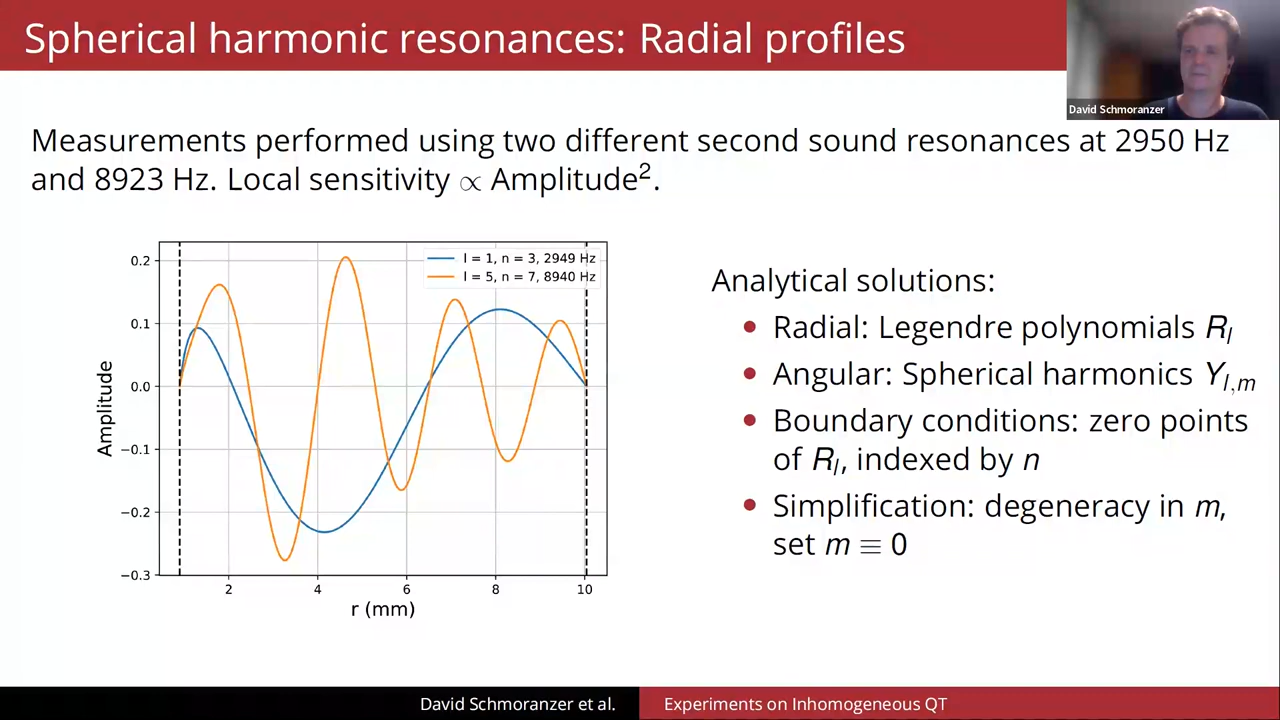 Spherical harmonic resonances: Radial profiles
David Schmoranzer
Measurements performed using two different second sound resonances at 2950 Hz
and 8923 Hz. Local sensitivity ∝ Amplitude².
l = 1, n = 3, 2949 Hz
l = 5, n = 7, 8940 Hz
0.2
0.1
0.0
−0.1
−0.2
−0.3
Amplitude
2 4 6 8 10
r (mm)
Analytical solutions:
• Radial: Legendre polynomials R_l
• Angular: Spherical harmonics Y_{l,m}
• Boundary conditions: zero points
of R_l, indexed by n
• Simplification: degeneracy in m,
set m ≡ 0
David Schmoranzer et al.
Experiments on Inhomogeneous QT